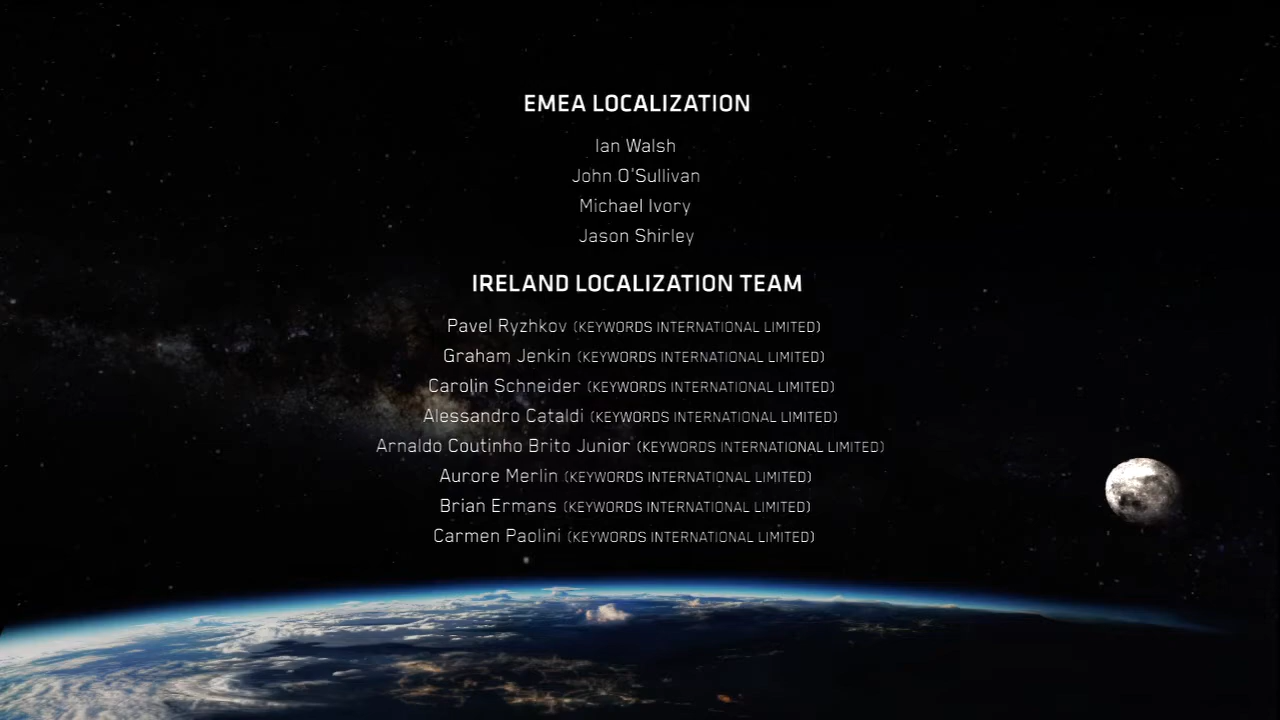 EMEA LOCALIZATION
Ian Walsh
John O'Sullivan
Michael Ivory
Jason Shirley
IRELAND LOCALIZATION TEAM
Pavel Ryzhkov (KEYWORDS INTERNATIONAL LIMITED)
Graham Jenkin (KEYWORDS INTERNATIONAL LIMITED)
Carolin Schneider (KEYWORDS INTERNATIONAL LIMITED)
Alessandro Cataldi (KEYWORDS INTERNATIONAL LIMITED)
Arnaldo Coutinho Brito Junior (KEYWORDS INTERNATIONAL LIMITED)
Aurore Merlin (KEYWORDS INTERNATIONAL LIMITED)
Brian Ermans (KEYWORDS INTERNATIONAL LIMITED)
Carmen Paolini (KEYWORDS INTERNATIONAL LIMITED)